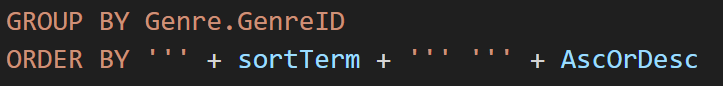 GROUP BY Genre.GenreID
ORDER BY ''' + sortTerm + ''' ''' + AscOrDesc